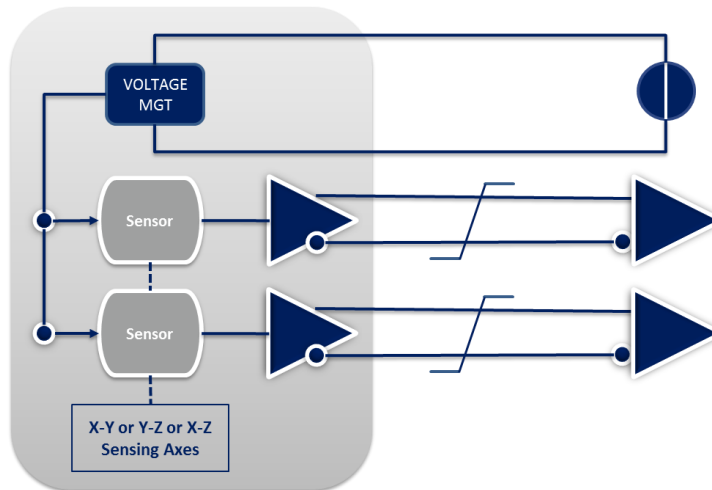 VOLTAGE
MGT
Sensor
Sensor
X-Y or Y-Z or X-Z
Sensing Axes